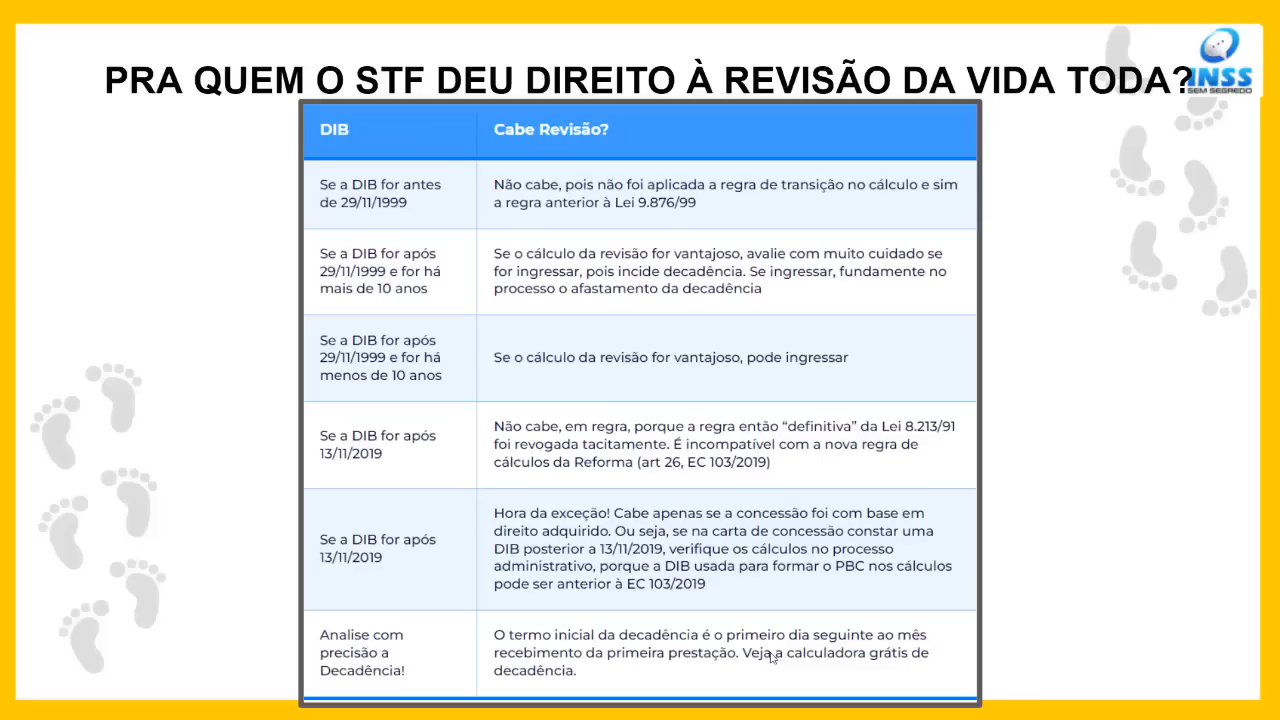 PRA QUEM O STF DEU DIREITO À REVISÃO DA VIDA TODA?
INSS
SEM SEGREDO
DIB
Cabe Revisão?
Se a DIB for antes
de 29/11/1999
Não cabe, pois não foi aplicada a regra de transição no cálculo e sim
a regra anterior à Lei 9.876/99
Se a DIB for após
29/11/1999 e for há
mais de 10 anos
Se o cálculo da revisão for vantajoso, avalie com muito cuidado se
for ingressar, pois incide decadência. Se ingressar, fundamente no
processo o afastamento da decadência
Se a DIB for após
29/11/1999 e for há
menos de 10 anos
Se o cálculo da revisão for vantajoso, pode ingressar
Se a DIB for após
13/11/2019
Não cabe, em regra, porque a regra então “definitiva” da Lei 8.213/91
foi revogada tacitamente. É incompatível com a nova regra de
cálculos da Reforma (art 26, EC 103/2019)
Se a DIB for após
13/11/2019
Hora da exceção! Cabe apenas se a concessão foi com base em
direito adquirido. Ou seja, se na carta de concessão constar uma
DIB posterior a 13/11/2019, verifique os cálculos no processo
administrativo, porque a DIB usada para formar o PBC nos cálculos
pode ser anterior à EC 103/2019
Analise com
precisão a
Decadência!
O termo inicial da decadência é o primeiro dia seguinte ao mês
recebimento da primeira prestação. Veja a calculadora grátis de
decadência.